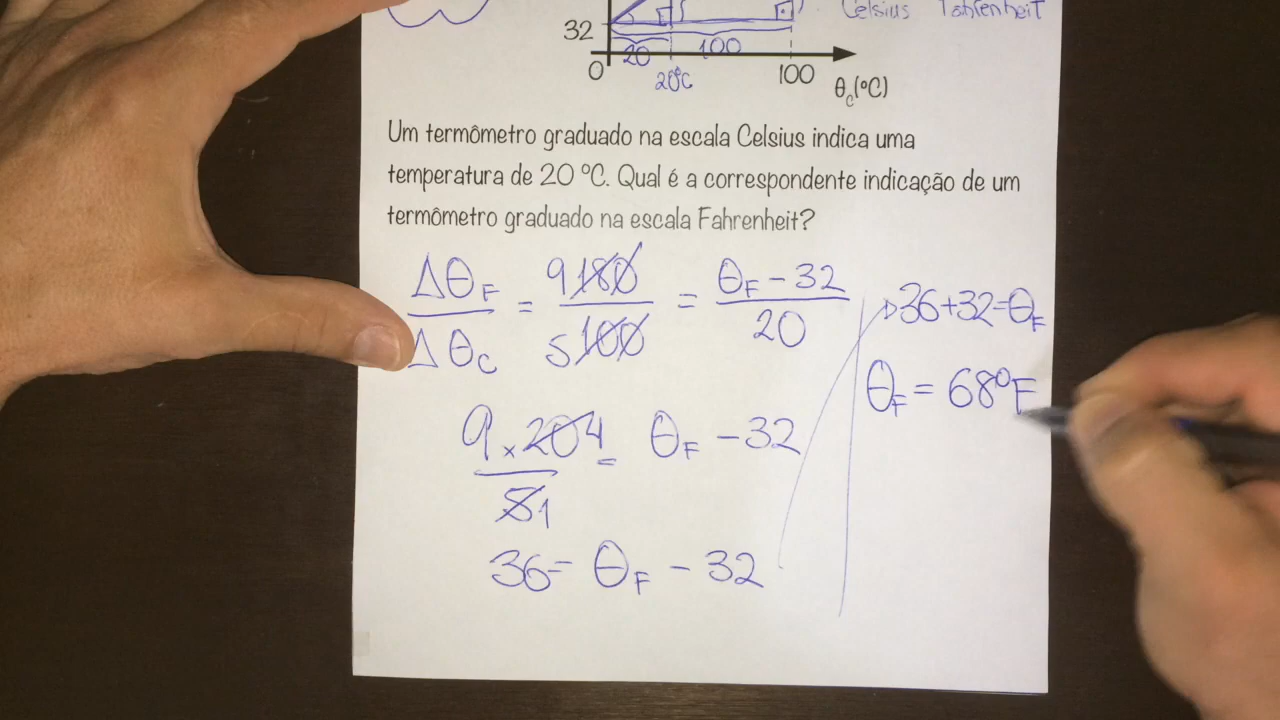 Celsius Fahrenheit
32
20 100
0 20°C 100 θc(°C)
Um termômetro graduado na escala Celsius indica uma
temperatura de 20 °C. Qual é a correspondente indicação de um
termômetro graduado na escala Fahrenheit?
ΔθF / Δθc = 9 180 / 5 100 = θF - 32 / 20
36+32=θF
θF = 68°F
9 × 20 4 / 5 1 = θF - 32
36 = θF - 32